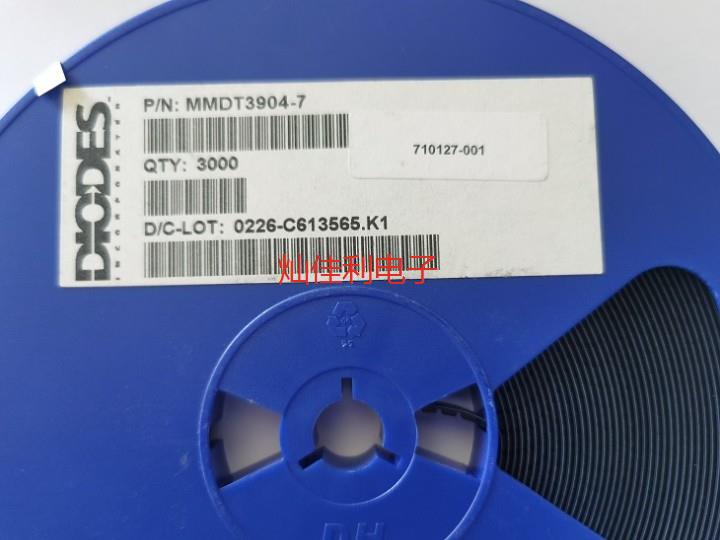 DIODES
INCORPORATED
P/N: MMDT3904-7
710127-001
QTY: 3000
D/C-LOT: 0226-C613565.K1
灿佳利电子